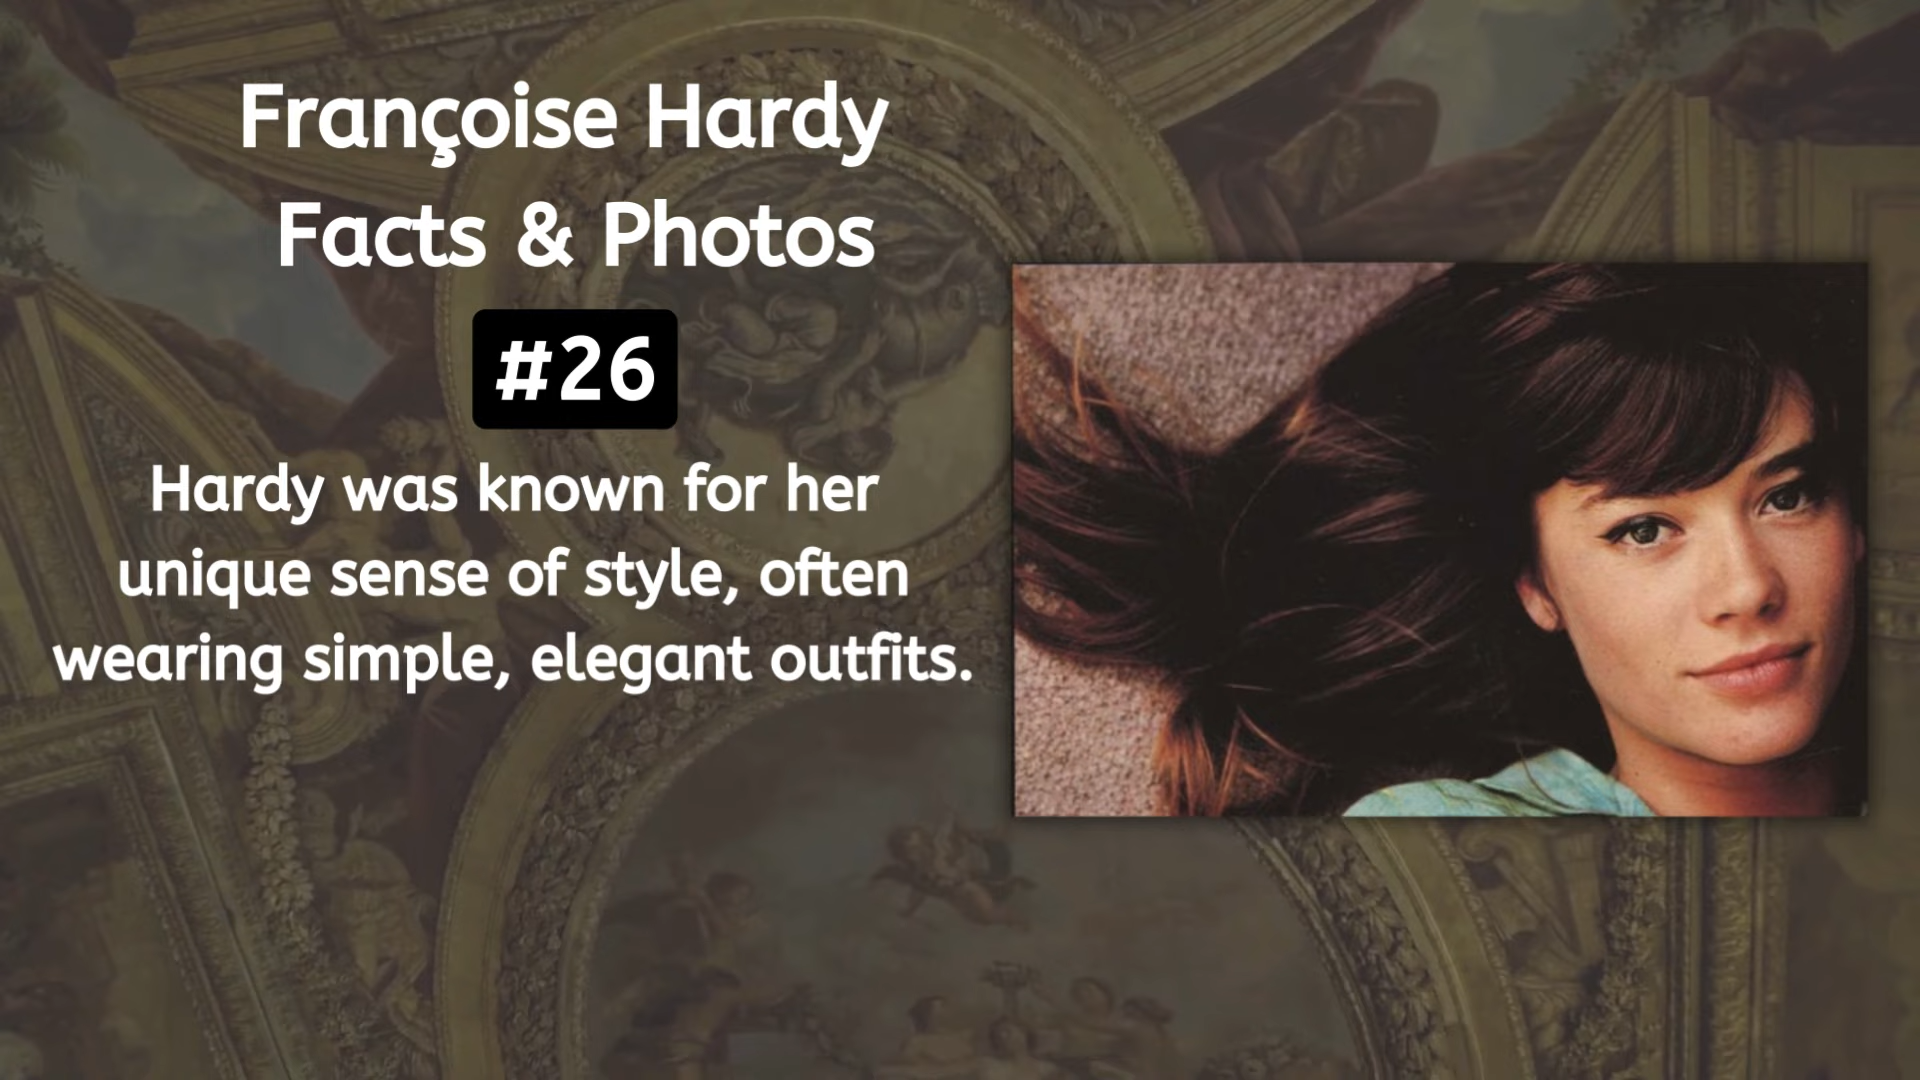 Françoise Hardy
Facts & Photos
#26
Hardy was known for her
unique sense of style, often
wearing simple, elegant outfits.